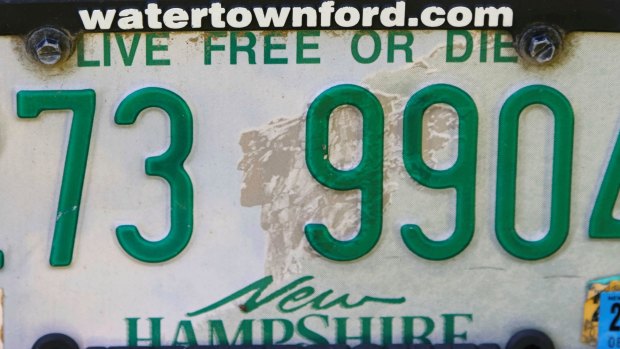 watertownford.com
LIVE FREE OR DIE
73 990
New
HAMPSHIRE